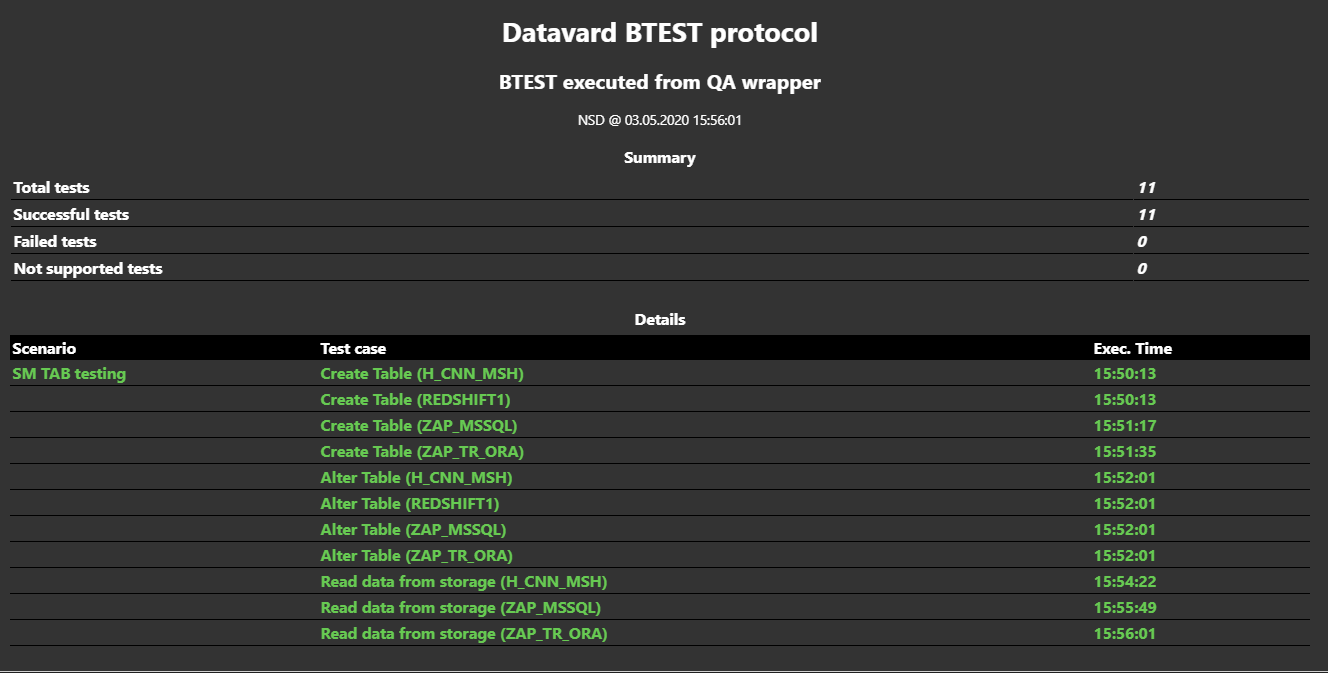 Datavard BTEST protocol
BTEST executed from QA wrapper
NSD @ 03.05.2020 15:56:01
Summary
Total tests 11
Successful tests 11
Failed tests 0
Not supported tests 0
Details
Scenario Test case Exec. Time
SM TAB testing Create Table (H_CNN_MSH) 15:50:13
Create Table (REDSHIFT1) 15:50:13
Create Table (ZAP_MSSQL) 15:51:17
Create Table (ZAP_TR_ORA) 15:51:35
Alter Table (H_CNN_MSH) 15:52:01
Alter Table (REDSHIFT1) 15:52:01
Alter Table (ZAP_MSSQL) 15:52:01
Alter Table (ZAP_TR_ORA) 15:52:01
Read data from storage (H_CNN_MSH) 15:54:22
Read data from storage (ZAP_MSSQL) 15:55:49
Read data from storage (ZAP_TR_ORA) 15:56:01